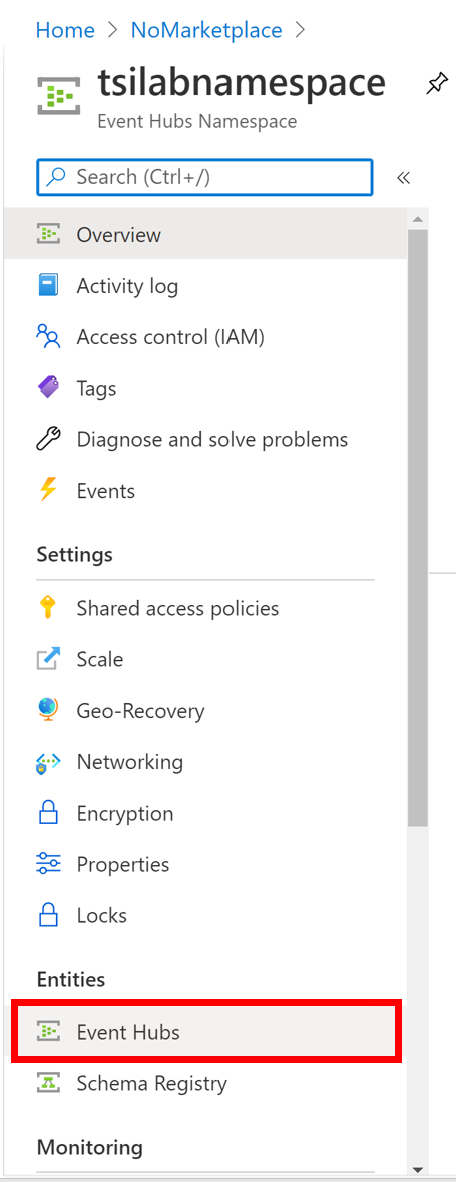 Home > NoMarketplace >
tsilabnamespace
Event Hubs Namespace
Search (Ctrl+/) «
Overview
Activity log
Access control (IAM)
Tags
Diagnose and solve problems
Events
Settings
Shared access policies
Scale
Geo-Recovery
Networking
Encryption
Properties
Locks
Entities
Event Hubs
Schema Registry
Monitoring